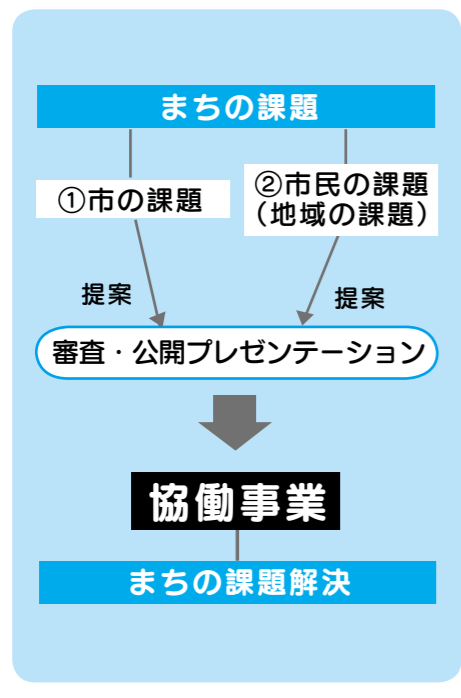 まちの課題
①市の課題
②市民の課題
（地域の課題）
提案
提案
審査・公開プレゼンテーション
協働事業
まちの課題解決